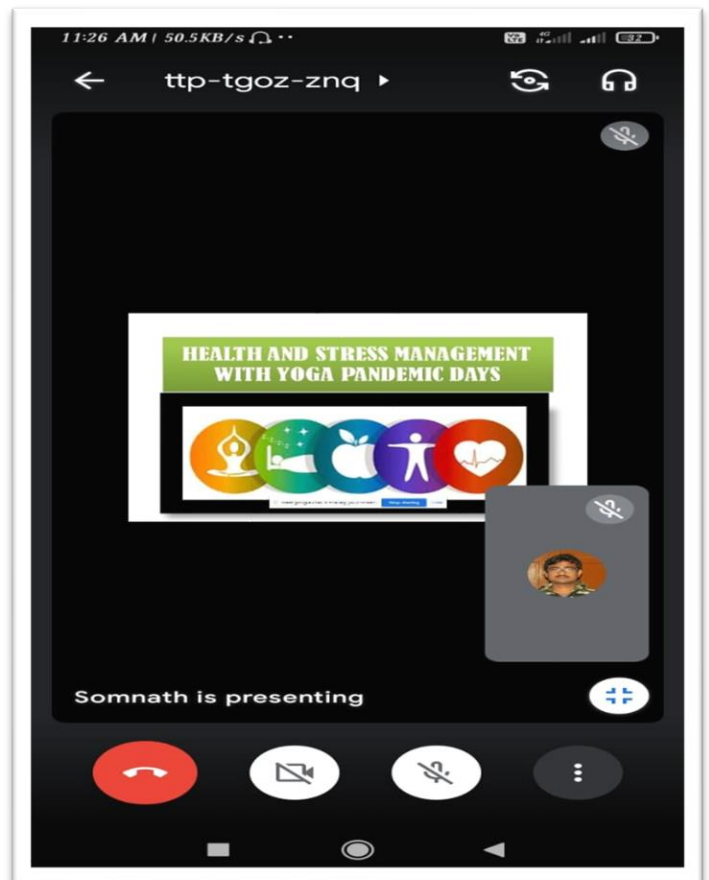 11:26 AM | 50.5KB/s
32
ttp-tgoz-znq
HEALTH AND STRESS MANAGEMENT
WITH YOGA PANDEMIC DAYS
Somnath is presenting